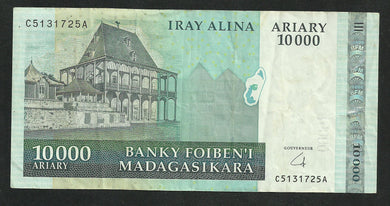 C5131725A
IRAY ALINA
ARIARY
10000
10000
ARIARY
BANKY FOIBEN'I
MADAGASIKARA
GOUVERNEUR
C5131725A
10000